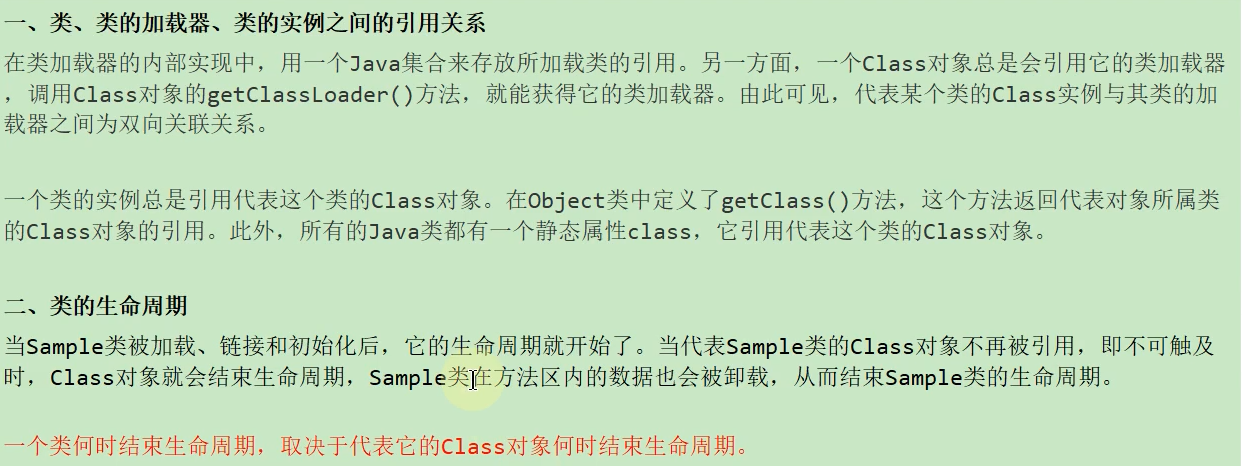 一、类、类的加载器、类的实例之间的引用关系
在类加载器的内部实现中，用一个Java集合来存放所加载类的引用。另一方面，一个Class对象总是会引用它的类加载器
，调用Class对象的getClassLoader()方法，就能获得它的类加载器。由此可见，代表某个类的Class实例与其类的加
载器之间为双向关联关系。
一个类的实例总是引用代表这个类的Class对象。在Object类中定义了getClass()方法，这个方法返回代表对象所属类
的Class对象的引用。此外，所有的Java类都有一个静态属性class，它引用代表这个类的Class对象。
二、类的生命周期
当Sample类被加载、链接和初始化后，它的生命周期就开始了。当代表Sample类的Class对象不再被引用，即不可触及
时，Class对象就会结束生命周期，Sample类在方法区内的数据也会被卸载，从而结束Sample类的生命周期。
一个类何时结束生命周期，取决于代表它的Class对象何时结束生命周期。